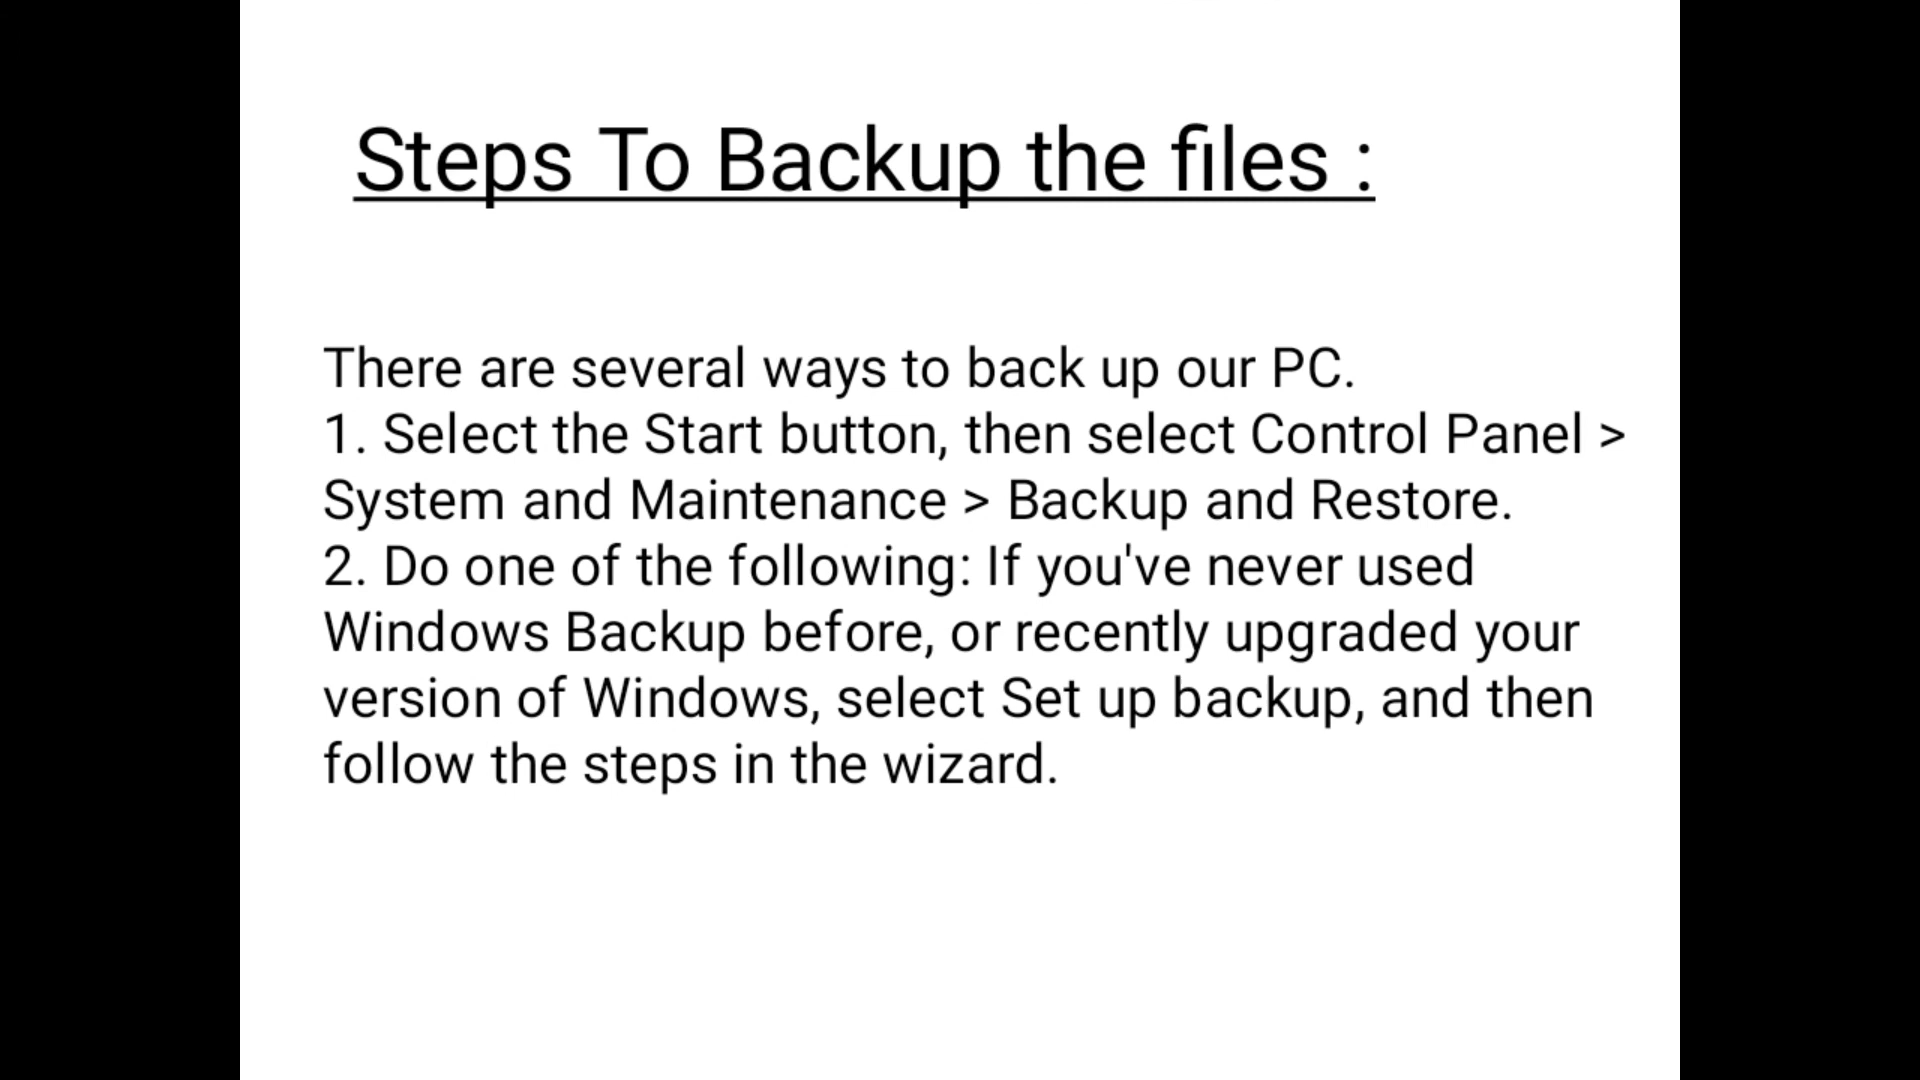 Steps To Backup the files :
There are several ways to back up our PC.
1. Select the Start button, then select Control Panel >
System and Maintenance > Backup and Restore.
2. Do one of the following: If you've never used
Windows Backup before, or recently upgraded your
version of Windows, select Set up backup, and then
follow the steps in the wizard.